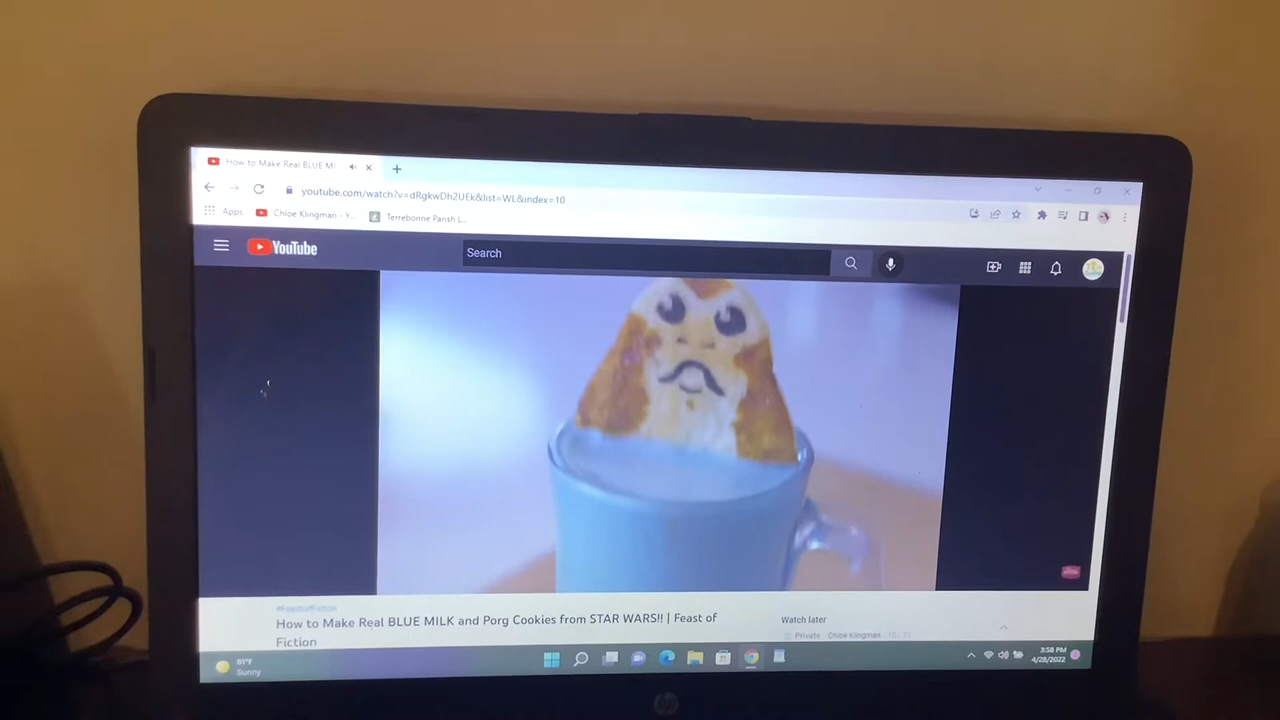 How to Make Real BLUE MI
youtube.com/watch?v=dRgkwDh2UEk&list=WL&index=10
Apps Chloe Klingman - Y... Terrebonne Parish L...
YouTube
Search
#FeastofFiction
How to Make Real BLUE MILK and Porg Cookies from STAR WARS!! | Feast of
Fiction
Watch later
Private Chloe Klingman -
Sunny
3:58 PM
4/28/2022
hp